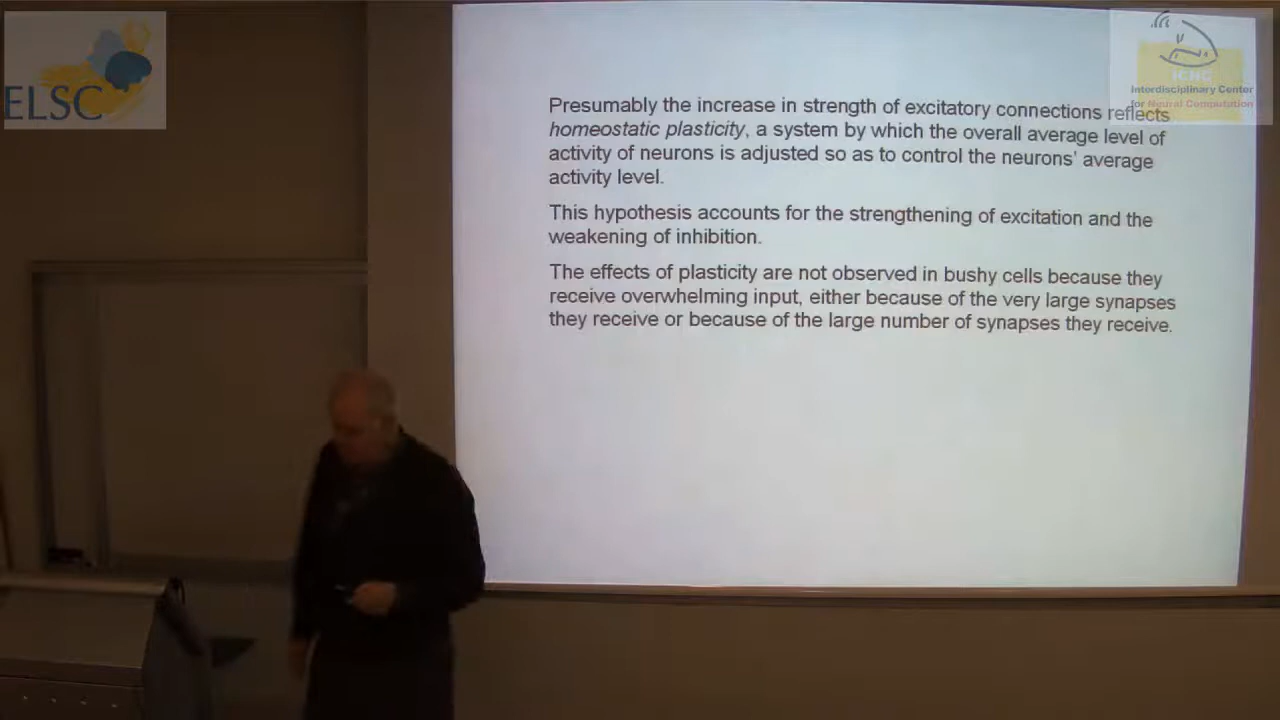 ELSC
ICNC
Interdisciplinary Center
for Neural Computation
Presumably the increase in strength of excitatory connections reflects
homeostatic plasticity, a system by which the overall average level of
activity of neurons is adjusted so as to control the neurons' average
activity level.
This hypothesis accounts for the strengthening of excitation and the
weakening of inhibition.
The effects of plasticity are not observed in bushy cells because they
receive overwhelming input, either because of the very large synapses
they receive or because of the large number of synapses they receive.